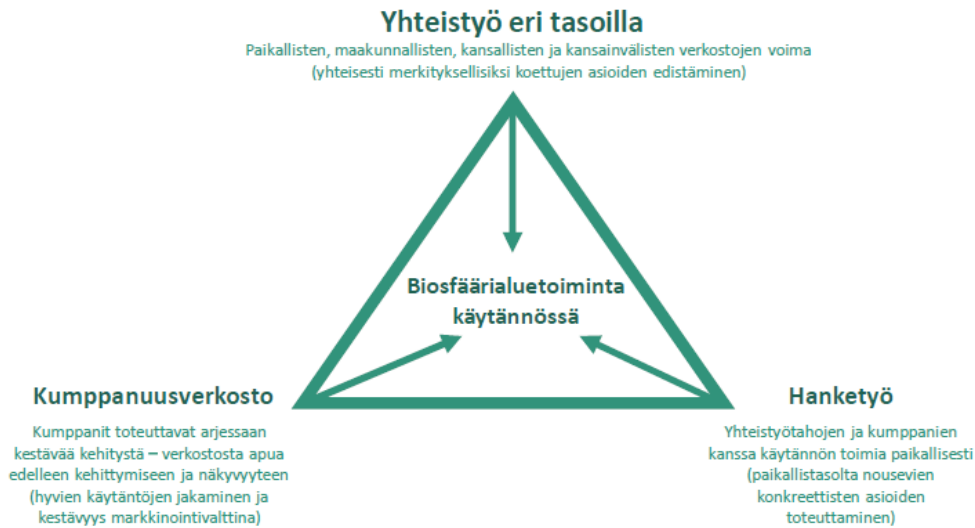 Yhteistyö eri tasoilla
Paikallisten, maakunnallisten, kansallisten ja kansainvälisten verkostojen voima
(yhteisesti merkityksellisiksi koettujen asioiden edistäminen)
Biosfäärialuetoiminta
käytännössä
Kumppanuusverkosto
Kumppanit toteuttavat arjessaan
kestävää kehitystä – verkostosta apua
edelleen kehittymiseen ja näkyvyyteen
(hyvien käytäntöjen jakaminen ja
kestävyys markkinointivalttina)
Hanketyö
Yhteistyötahojen ja kumppanien
kanssa käytännön toimia paikallisesti
(paikallistasolta nousevien
konkreettisten asioiden
toteuttaminen)